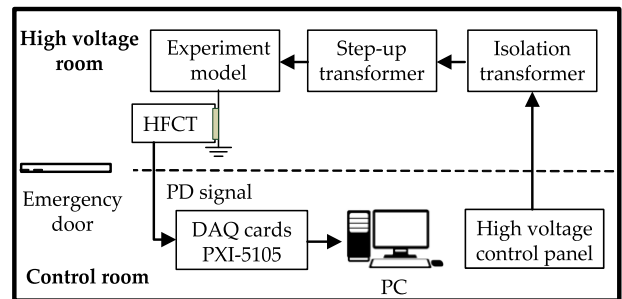 High voltage
room
Experiment
model
Step-up
transformer
Isolation
transformer
HFCT
Emergency
door
PD signal
DAQ cards
PXI-5105
PC
High voltage
control panel
Control room